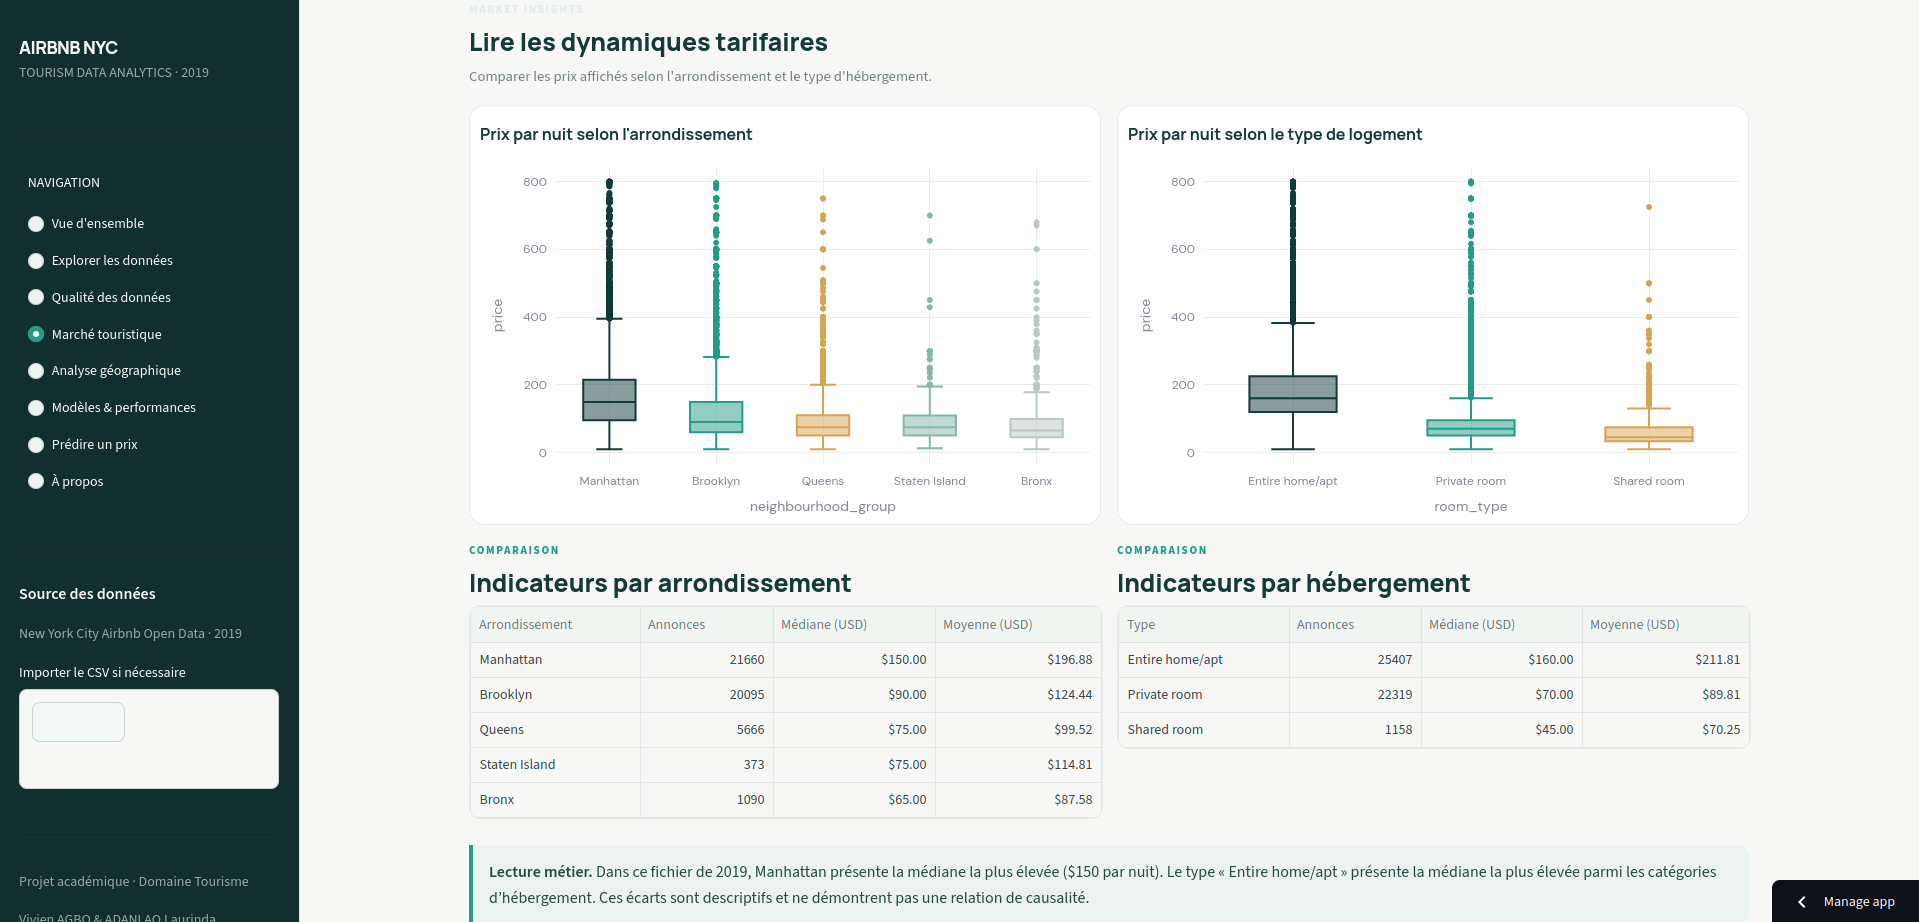 AIRBNB NYC
TOURISM DATA ANALYTICS · 2019
NAVIGATION
Vue d'ensemble
Explorer les données
Qualité des données
Marché touristique
Analyse géographique
Modèles & performances
Prédire un prix
À propos
Source des données
New York City Airbnb Open Data · 2019
Importer le CSV si nécessaire
Projet académique · Domaine Tourisme
Vivien AGBO & ADANLAO Laurinda
MARKET INSIGHTS
Lire les dynamiques tarifaires
Comparer les prix affichés selon l'arrondissement et le type d'hébergement.
Prix par nuit selon l'arrondissement
800
600
400
200
0
price
Manhattan Brooklyn Queens Staten Island Bronx
neighbourhood_group
Prix par nuit selon le type de logement
800
600
400
200
0
price
Entire home/apt Private room Shared room
room_type
COMPARAISON
Indicateurs par arrondissement
Arrondissement Annonces Médiane (USD) Moyenne (USD)
Manhattan 21660 $150.00 $196.88
Brooklyn 20095 $90.00 $124.44
Queens 5666 $75.00 $99.52
Staten Island 373 $75.00 $114.81
Bronx 1090 $65.00 $87.58
COMPARAISON
Indicateurs par hébergement
Type Annonces Médiane (USD) Moyenne (USD)
Entire home/apt 25407 $160.00 $211.81
Private room 22319 $70.00 $89.81
Shared room 1158 $45.00 $70.25
Lecture métier. Dans ce fichier de 2019, Manhattan présente la médiane la plus élevée ($150 par nuit). Le type « Entire home/apt » présente la médiane la plus élevée parmi les catégories
d'hébergement. Ces écarts sont descriptifs et ne démontrent pas une relation de causalité.
Manage app